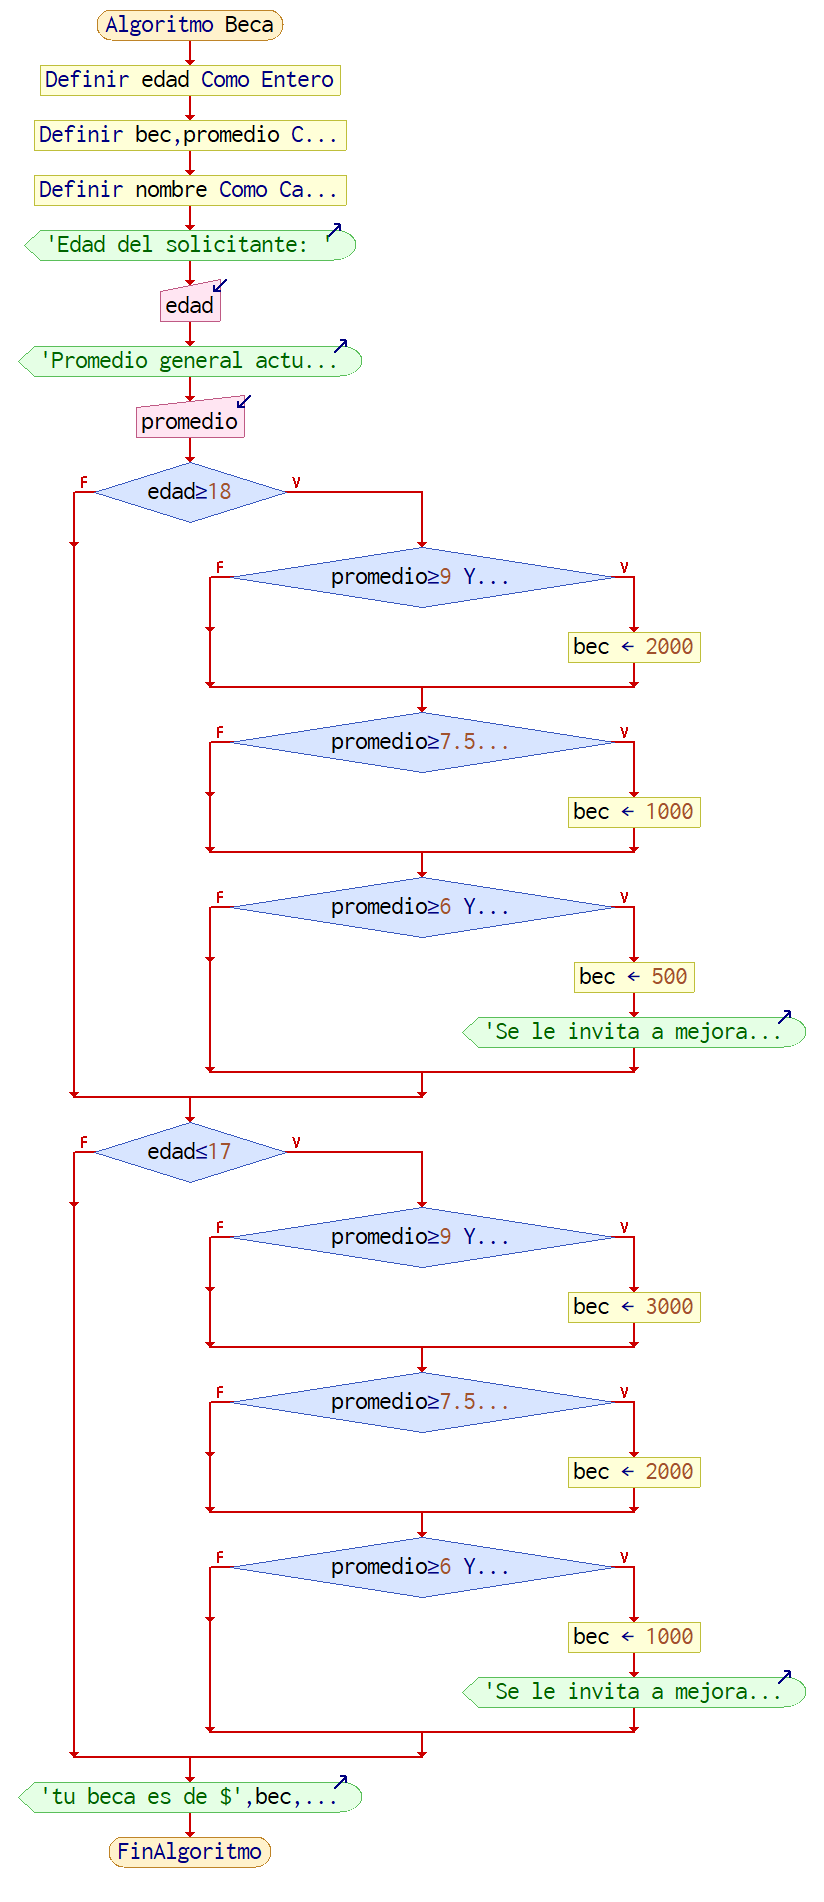 Algoritmo Beca
Definir edad Como Entero
Definir bec,promedio C...
Definir nombre Como Ca...
'Edad del solicitante: '
edad
'Promedio general actu...
promedio
F
edad≥18
V
F
promedio≥9 Y...
V
bec ← 2000
F
promedio≥7.5...
V
bec ← 1000
F
promedio≥6 Y...
V
bec ← 500
'Se le invita a mejora...
F
edad≤17
V
F
promedio≥9 Y...
V
bec ← 3000
F
promedio≥7.5...
V
bec ← 2000
F
promedio≥6 Y...
V
bec ← 1000
'Se le invita a mejora...
'tu beca es de $',bec,...
FinAlgoritmo